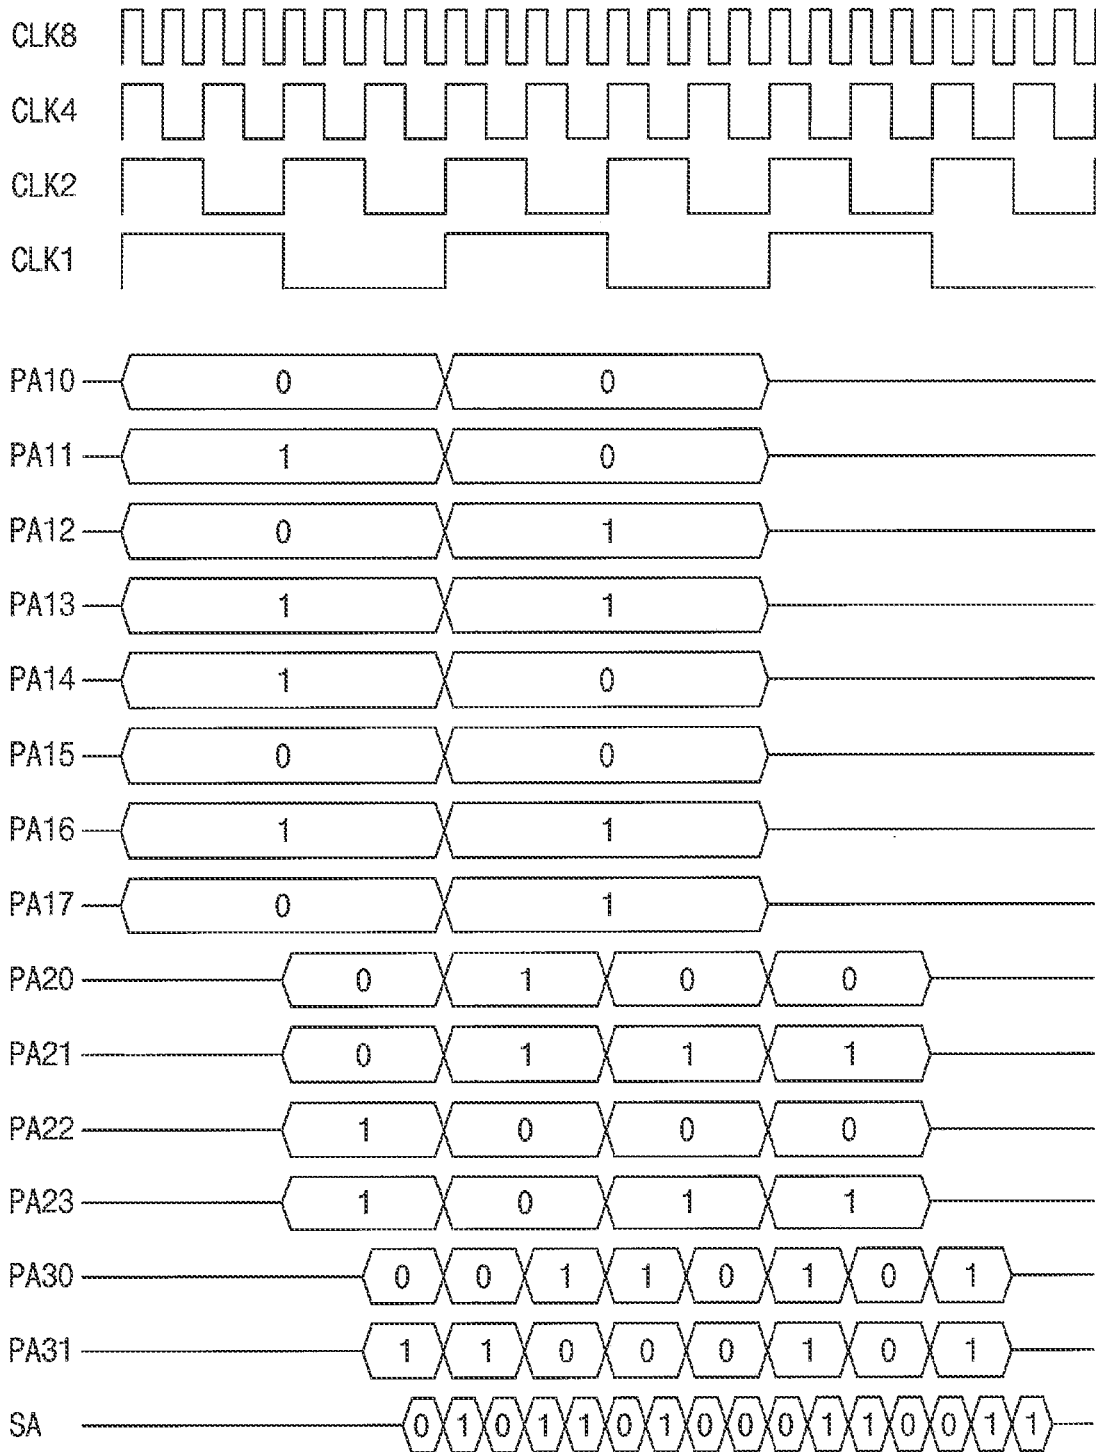 CLK8
CLK4
CLK2
CLK1
PA10 0 0
PA11 1 0
PA12 0 1
PA13 1 1
PA14 1 0
PA15 0 0
PA16 1 1
PA17 0 1
PA20 0 1 0 0
PA21 0 1 1 1
PA22 1 0 0 0
PA23 1 0 1 1
PA30 0 0 1 1 0 1 0 1
PA31 1 1 0 0 0 1 0 1
SA 0 1 0 1 1 0 1 0 0 0 1 1 0 0 1 1